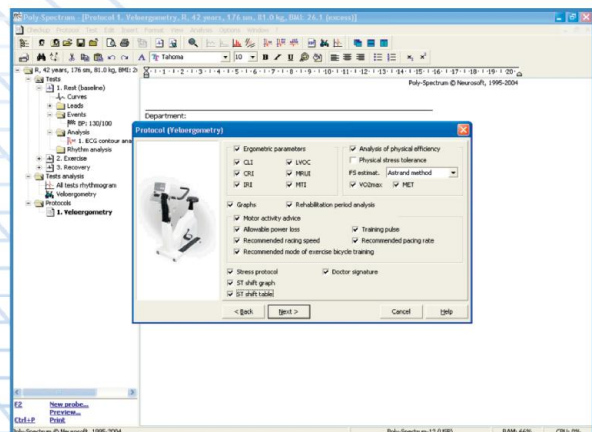 Poly-Spectrum - [Protocol 1. Veloergometry, R, 42 years, 176 sm, 81.0 kg, BMI: 26.1 (excess)]
Tahoma
10
R, 42 years, 176 sm, 81.0 kg, BMI: 2
Tests
1. Rest (baseline)
Curves
Leads
Events
BP: 130/100
Analysis
1. ECG contour ana
Rhythm analysis
2. Exercise
3. Recovery
Tests analysis
All tests rhythmogram
Veloergometry
Protocols
1. Veloergometry
Poly-Spectrum © Neurosoft, 1995-2004
Department:
Protocol (Veloergometry)
Ergometric parameters
CLI
LVOC
CRI
MRUI
IRI
MTI
Analysis of physical efficiency
Physical stress tolerance
FS estimat.
Astrand method
VO2max
MET
Graphs
Rehabilitation period analysis
Motor activity advice
Allowable power loss
Training pulse
Recommended racing speed
Recommended pacing rate
Recommended mode of exercise bicycle training
Stress protocol
Doctor signature
ST shift graph
ST shift table
< Back
Next >
Cancel
Help
F2 New probe...
Preview...
Ctrl+P Print
Poly-Spectrum © Neurosoft, 1995-2004